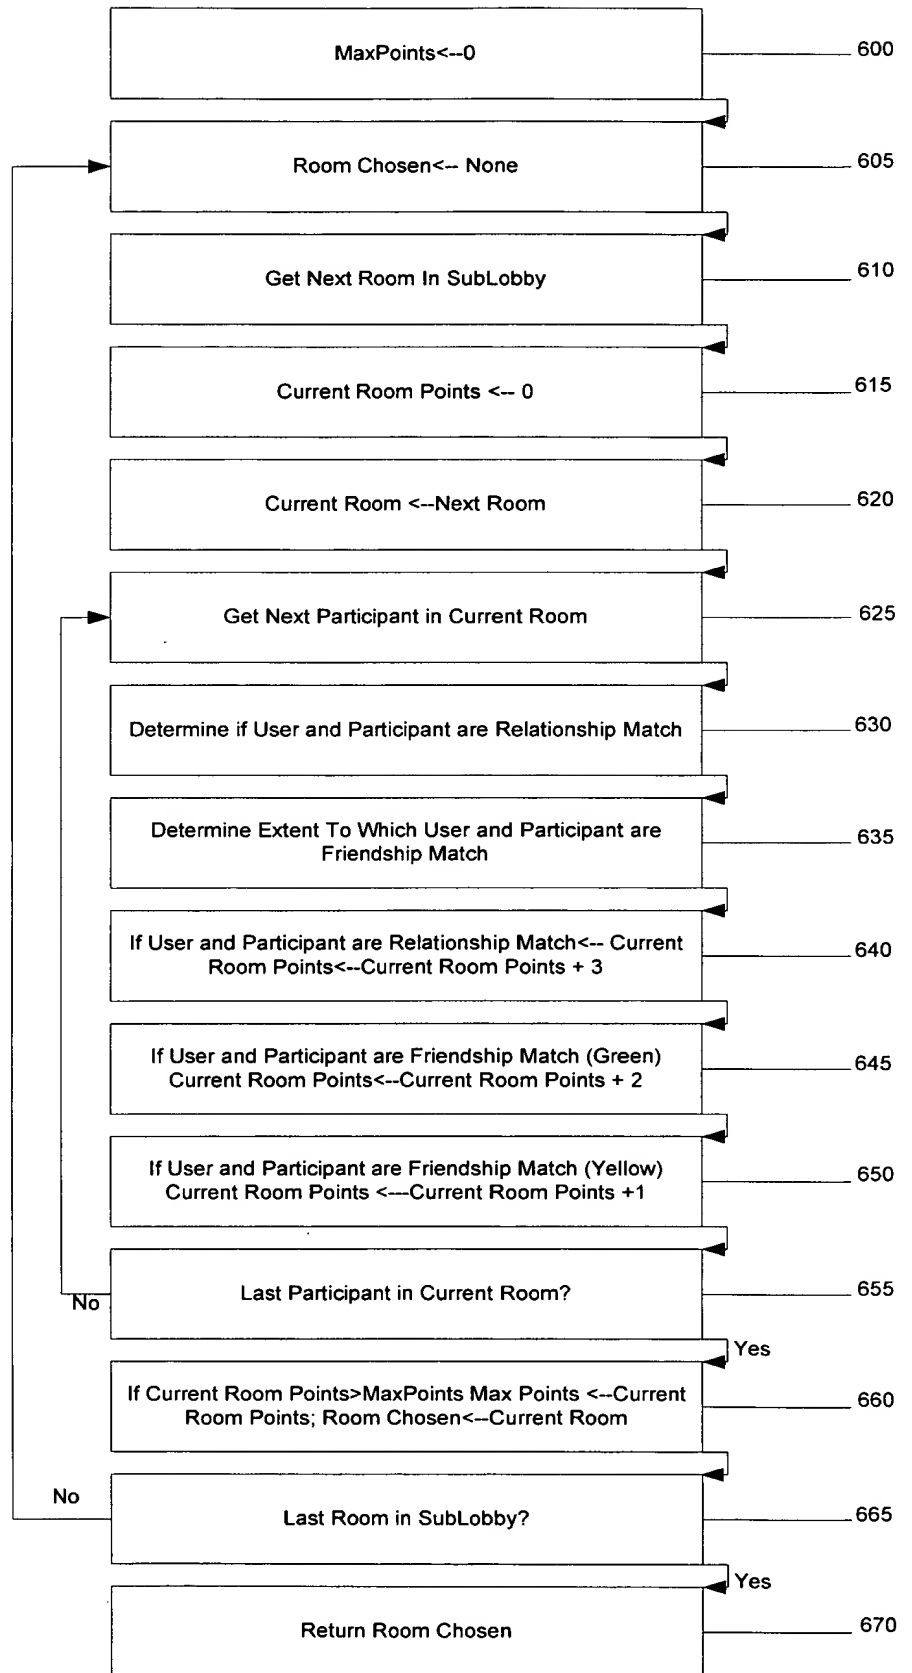 MaxPoints<--0
600
Room Chosen<-- None
605
Get Next Room In SubLobby
610
Current Room Points <-- 0
615
Current Room <--Next Room
620
Get Next Participant in Current Room
625
Determine if User and Participant are Relationship Match
630
Determine Extent To Which User and Participant are
Friendship Match
635
If User and Participant are Relationship Match<-- Current
Room Points<--Current Room Points + 3
640
If User and Participant are Friendship Match (Green)
Current Room Points<--Current Room Points + 2
645
If User and Participant are Friendship Match (Yellow)
Current Room Points <---Current Room Points +1
650
Last Participant in Current Room?
655
No
Yes
If Current Room Points>MaxPoints Max Points <--Current
Room Points; Room Chosen<--Current Room
660
No
Last Room in SubLobby?
665
Yes
Return Room Chosen
670